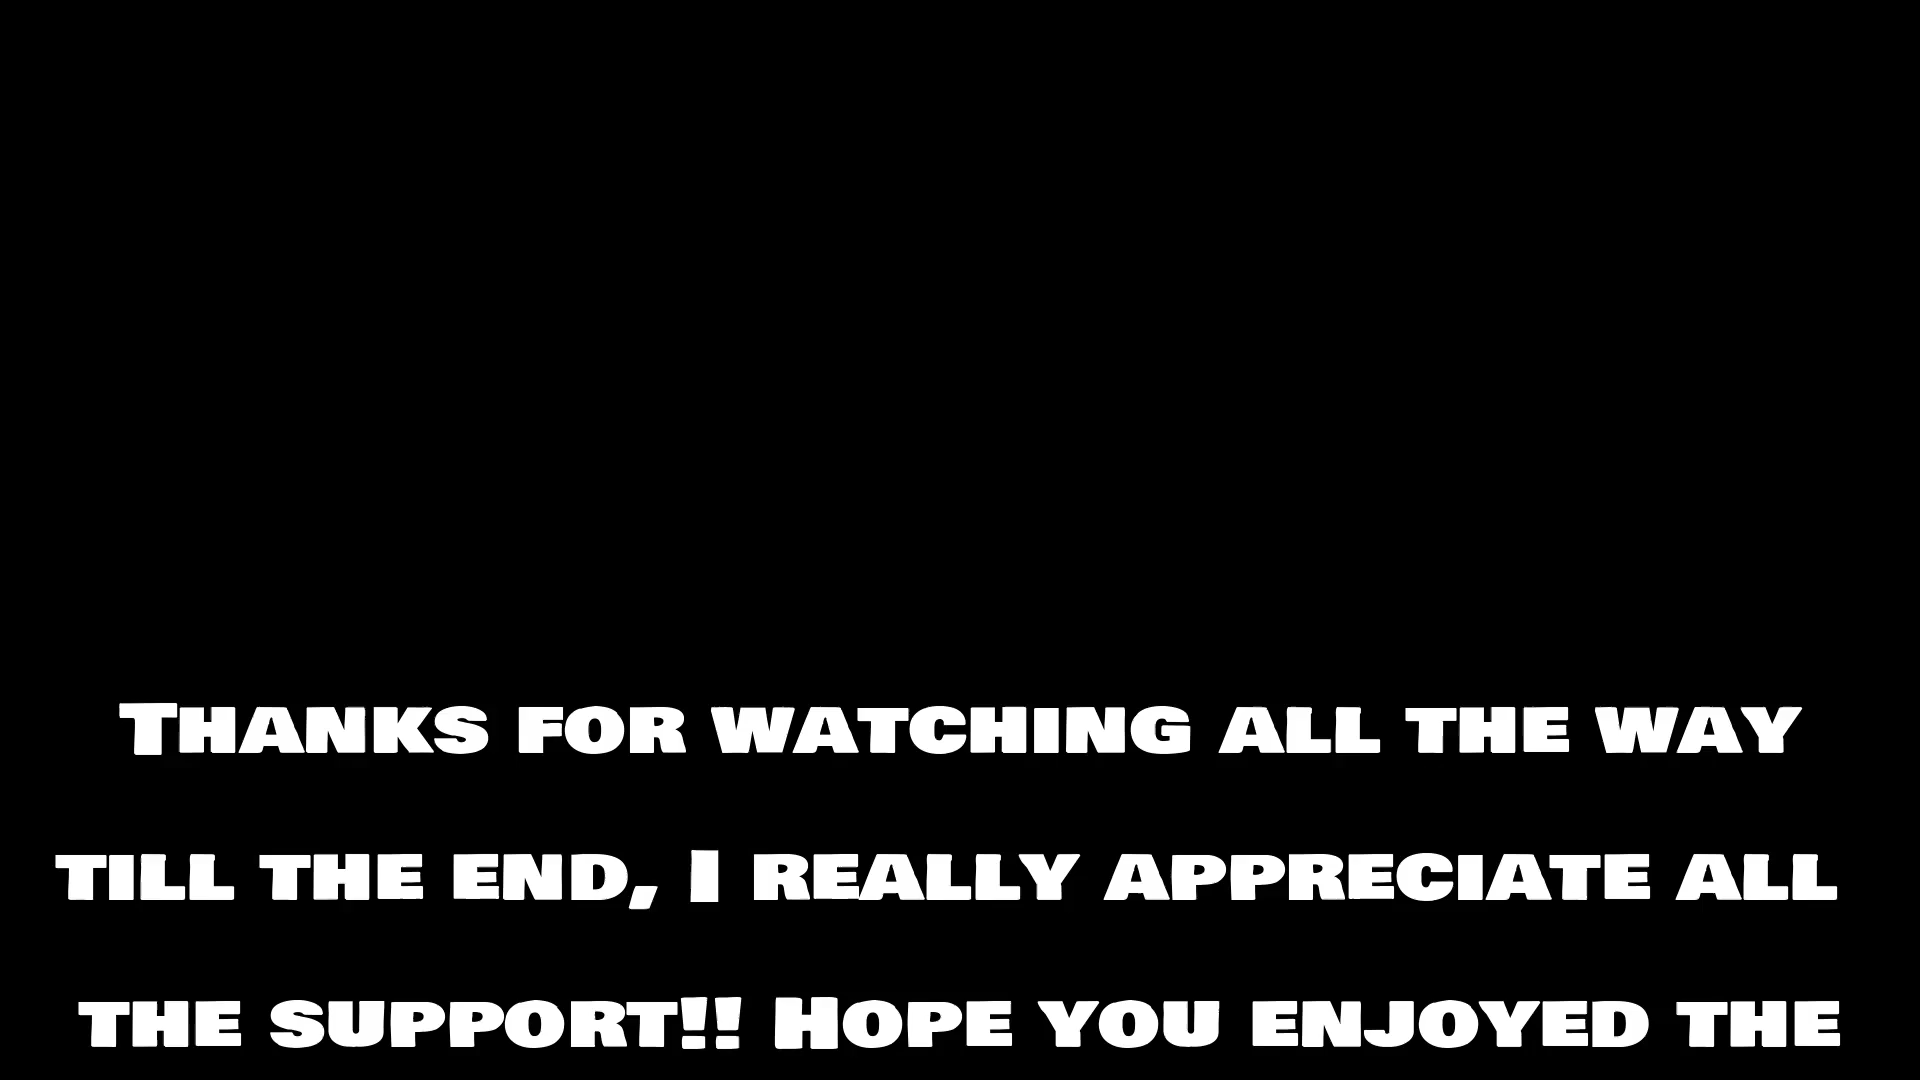 Thanks for watching all the way
till the end, I really appreciate all
the support!! Hope you enjoyed the